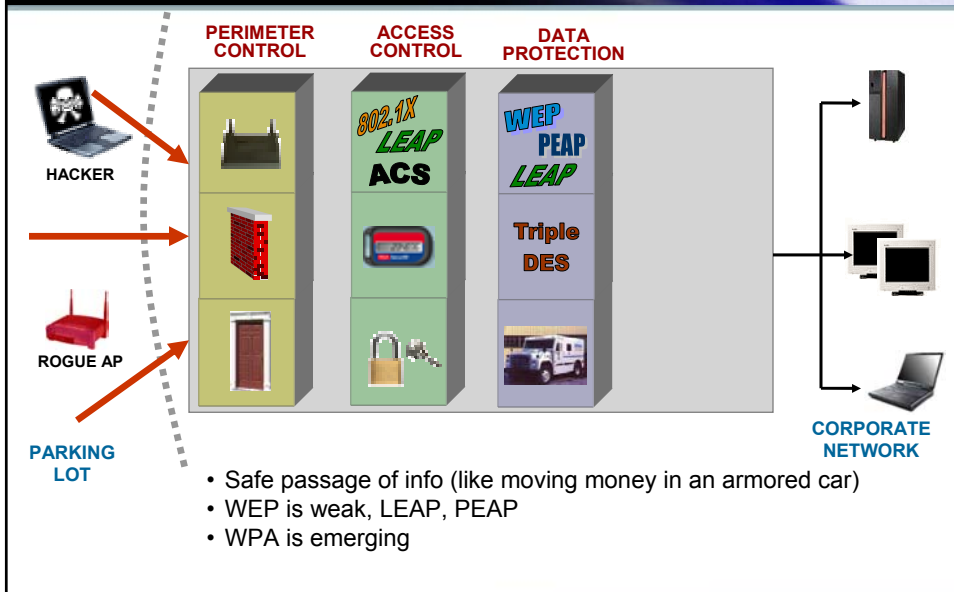 PERIMETER
CONTROL
ACCESS
CONTROL
DATA
PROTECTION
HACKER
802.1X
LEAP
ACS
WEP
PEAP
LEAP
Triple
DES
ROGUE AP
PARKING
LOT
CORPORATE
NETWORK
• Safe passage of info (like moving money in an armored car)
• WEP is weak, LEAP, PEAP
• WPA is emerging